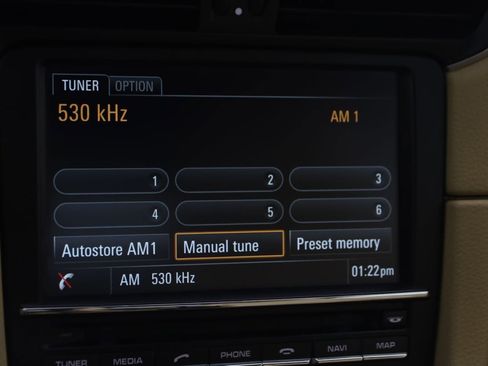 TUNER OPTION
530 kHz AM 1
1 2 3
4 5 6
Autostore AM1 Manual tune Preset memory
AM 530 kHz 01:22pm
TUNER MEDIA PHONE NAVI MAP